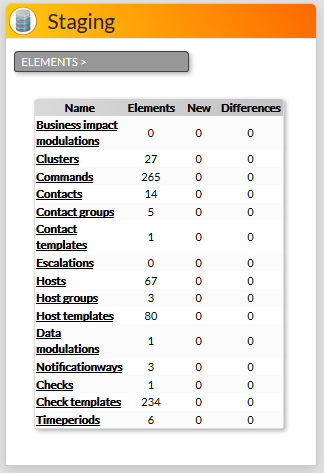 Staging
ELEMENTS >
Name Elements New Differences
Business impact
modulations 0 0 0
Clusters 27 0 0
Commands 265 0 0
Contacts 14 0 0
Contact groups 5 0 0
Contact
templates 1 0 0
Escalations 0 0 0
Hosts 67 0 0
Host groups 3 0 0
Host templates 80 0 0
Data
modulations 1 0 0
Notificationways 3 0 0
Checks 1 0 0
Check templates 234 0 0
Timeperiods 6 0 0